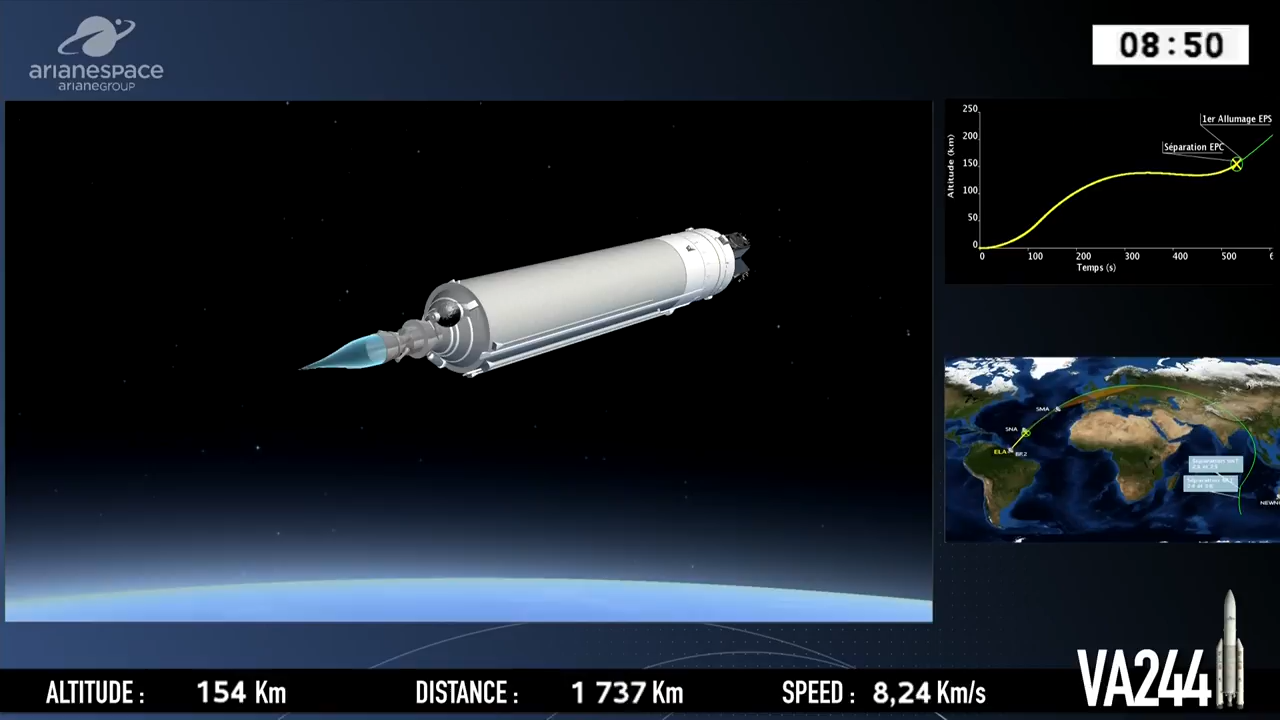 arianespace
arianeGROUP
08:50
250
200
150
100
50
0
Altitude (km)
1er Allumage EPS
Séparation EPC
0 100 200 300 400 500 6
Temps (s)
SMA
SNA
ELA
BR2
NEWN
ALTITUDE : 154 Km
DISTANCE : 1 737 Km
SPEED : 8,24 Km/s
VA244